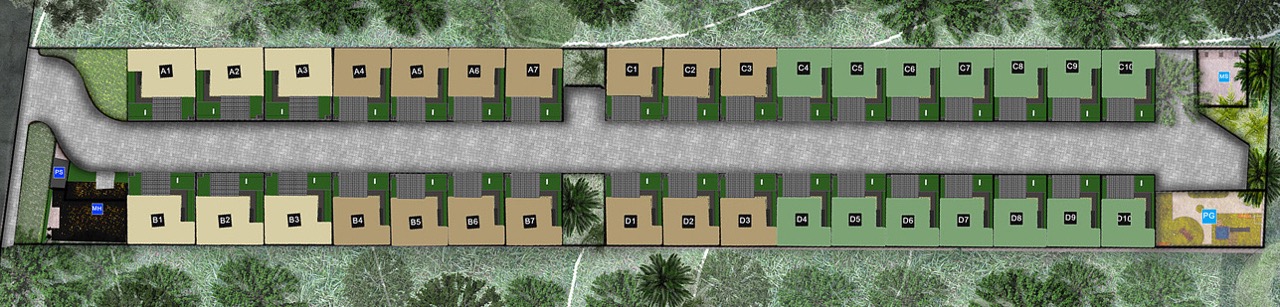 A1 A2 A3 A4 A5 A6 A7 C1 C2 C3 C4 C5 C6 C7 C8 C9 C10
MS
PS
MH
B1 B2 B3 B4 B5 B6 B7 D1 D2 D3 D4 D5 D6 D7 D8 D9 D10
PG